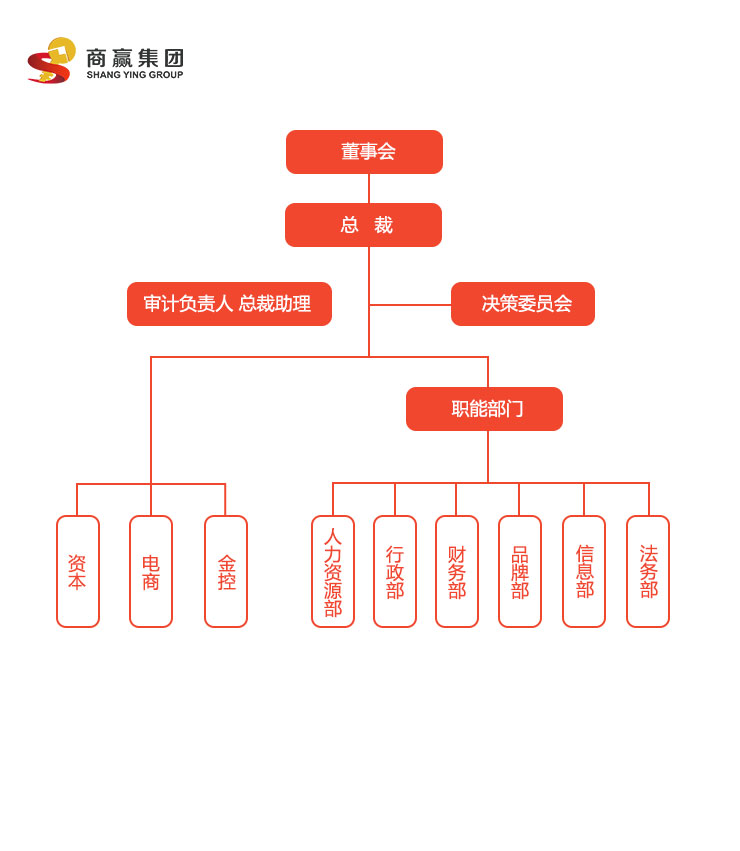 商赢集团
SHANG YING GROUP
董事会
总 裁
审计负责人 总裁助理
决策委员会
职能部门
资本
电商
金控
人力资源部
行政部
财务部
品牌部
信息部
法务部